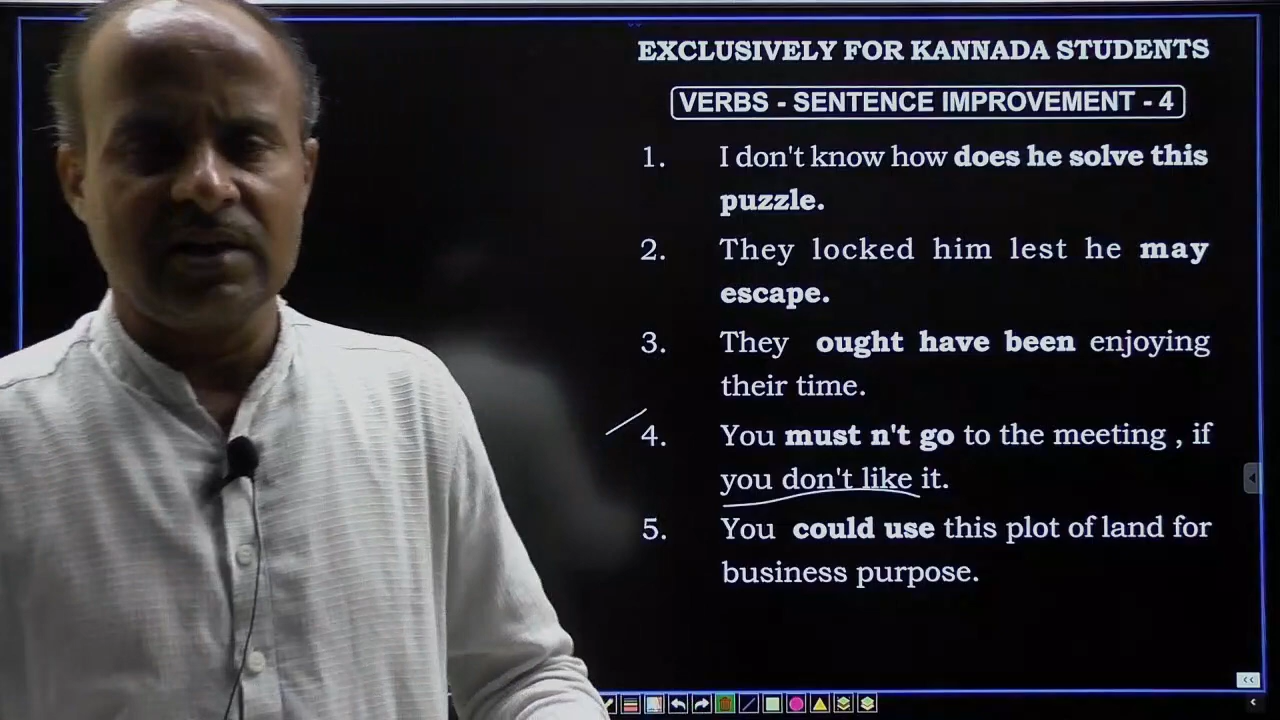 EXCLUSIVELY FOR KANNADA STUDENTS
VERBS - SENTENCE IMPROVEMENT - 4
1. I don't know how does he solve this
puzzle.
2. They locked him lest he may
escape.
3. They ought have been enjoying
their time.
4. You must n't go to the meeting , if
you don't like it.
5. You could use this plot of land for
business purpose.